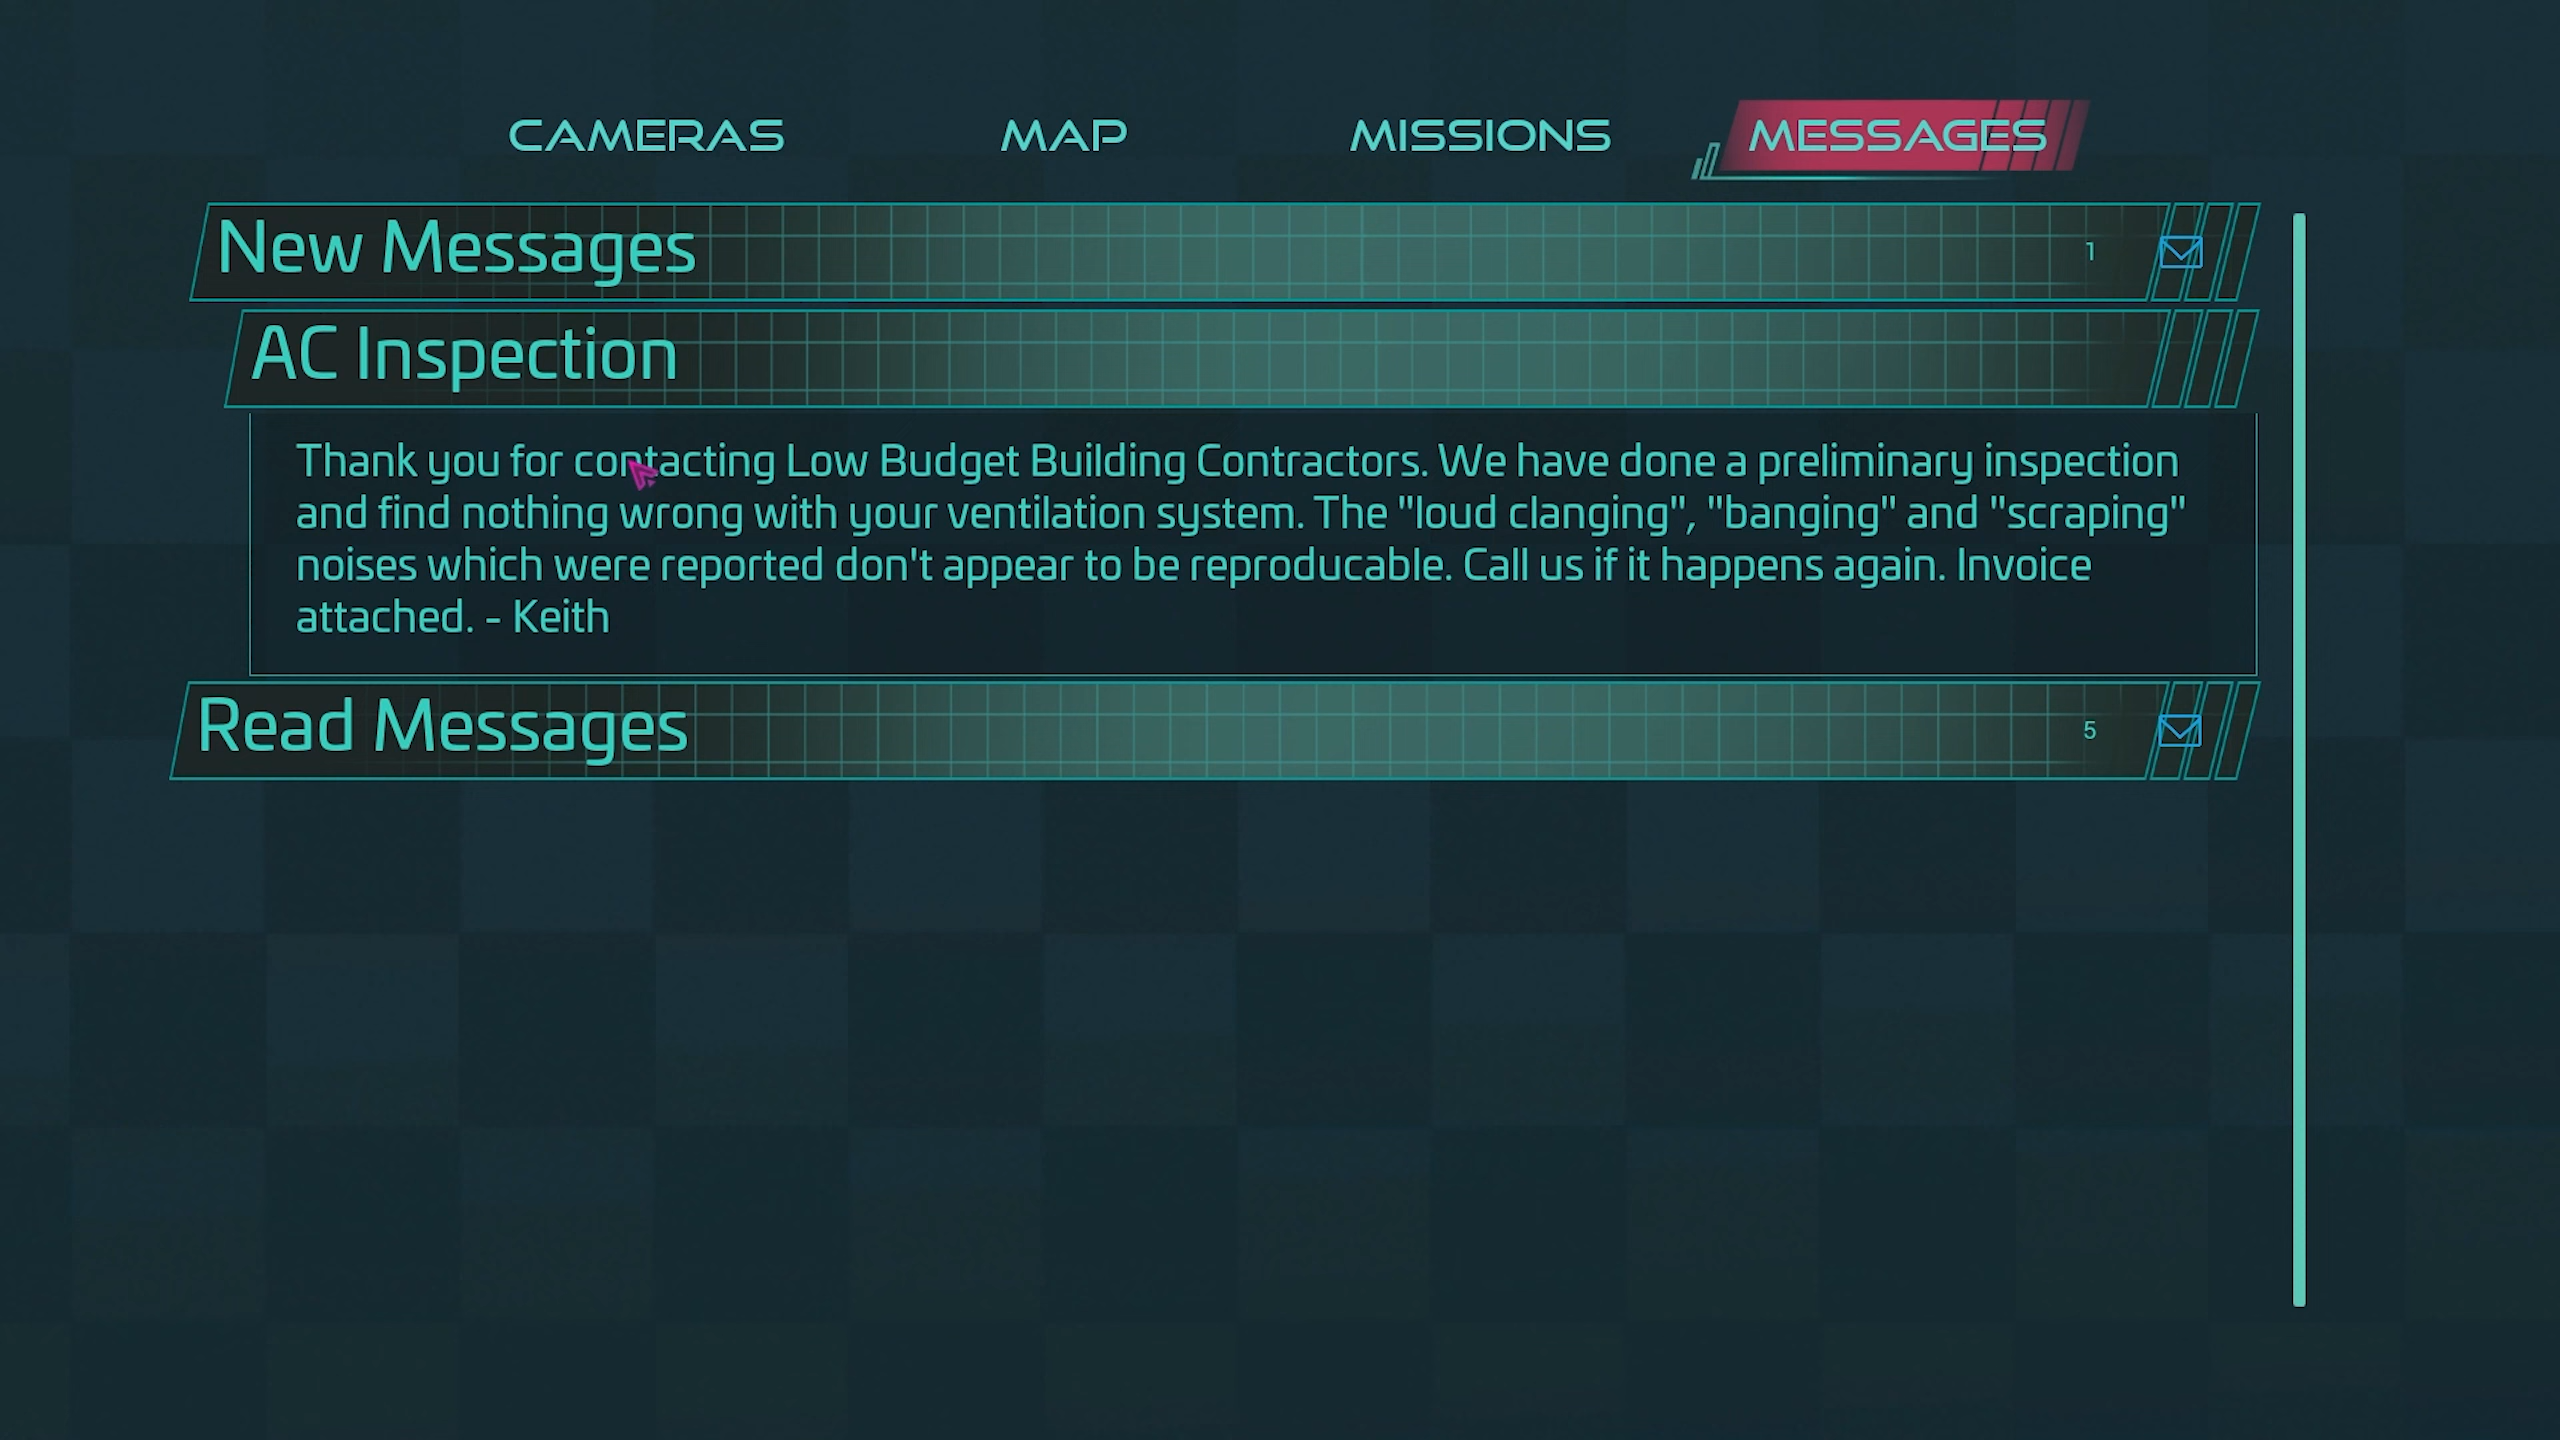 CAMERAS MAP MISSIONS MESSAGES
New Messages 1
AC Inspection
Thank you for contacting Low Budget Building Contractors. We have done a preliminary inspection
and find nothing wrong with your ventilation system. The "loud clanging", "banging" and "scraping"
noises which were reported don't appear to be reproducable. Call us if it happens again. Invoice
attached. - Keith
Read Messages 5